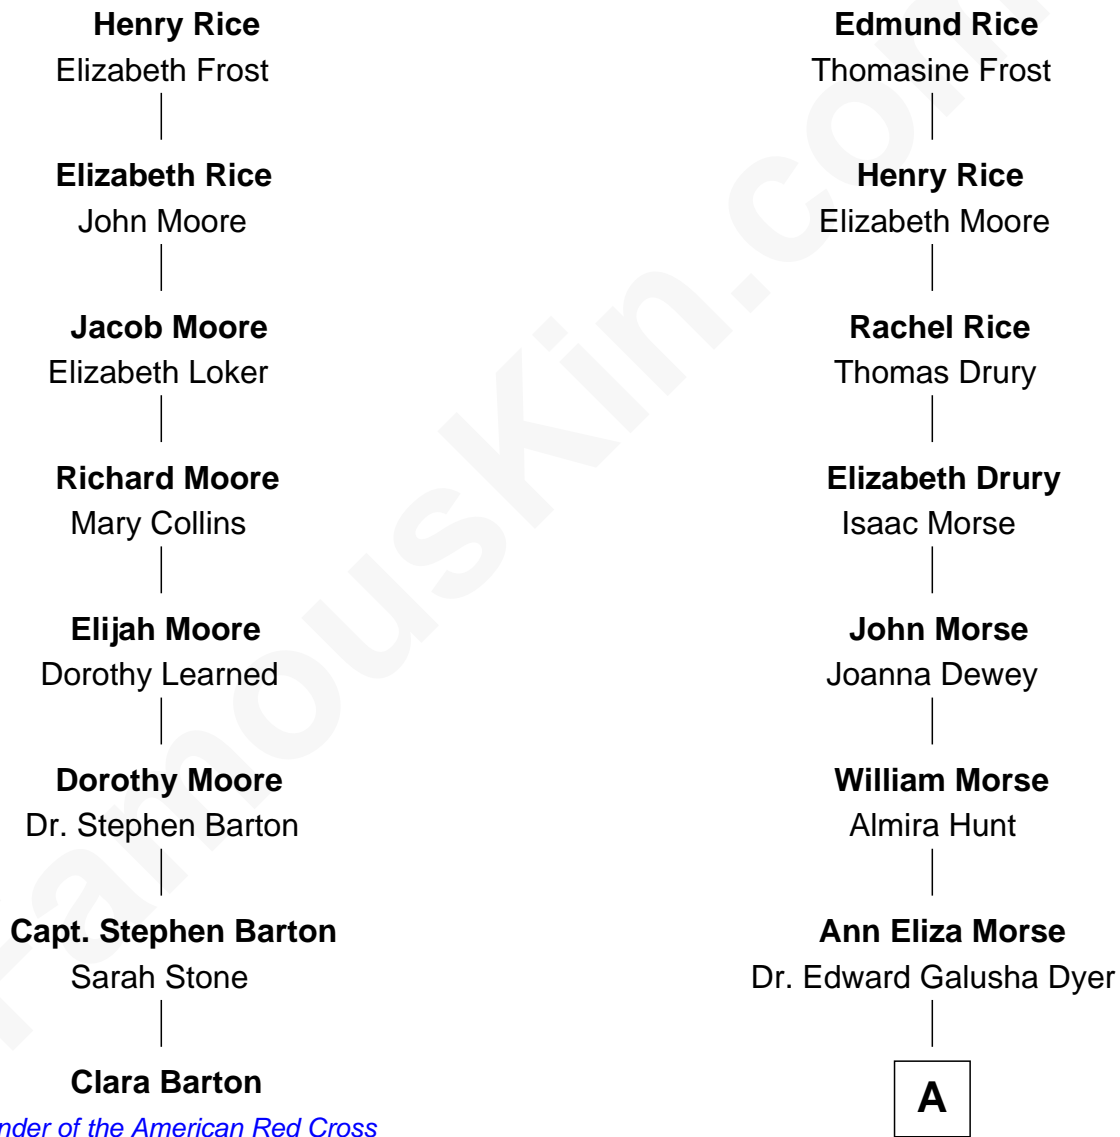 Henry Rice
Elizabeth Frost
Elizabeth Rice
John Moore
Jacob Moore
Elizabeth Loker
Richard Moore
Mary Collins
Elijah Moore
Dorothy Learned
Dorothy Moore
Dr. Stephen Barton
Capt. Stephen Barton
Sarah Stone
Clara Barton
nder of the American Red Cross
Edmund Rice
Thomasine Frost
Henry Rice
Elizabeth Moore
Rachel Rice
Thomas Drury
Elizabeth Drury
Isaac Morse
John Morse
Joanna Dewey
William Morse
Almira Hunt
Ann Eliza Morse
Dr. Edward Galusha Dyer
A
FamousKin.com